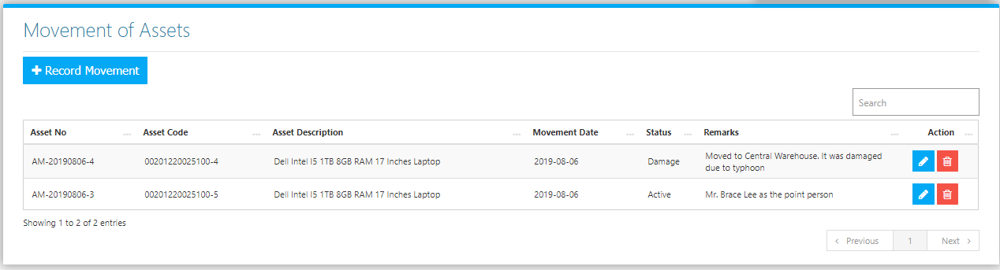 Movement of Assets
Record Movement
Search
Asset No Asset Code Asset Description Movement Date Status Remarks Action
AM-20190806-4 00201220025100-4 Dell Intel I5 1TB 8GB RAM 17 Inches Laptop 2019-08-06 Damage Moved to Central Warehouse. It was damaged
due to typhoon
AM-20190806-3 00201220025100-5 Dell Intel I5 1TB 8GB RAM 17 Inches Laptop 2019-08-06 Active Mr. Brace Lee as the point person
Showing 1 to 2 of 2 entries
Previous 1 Next